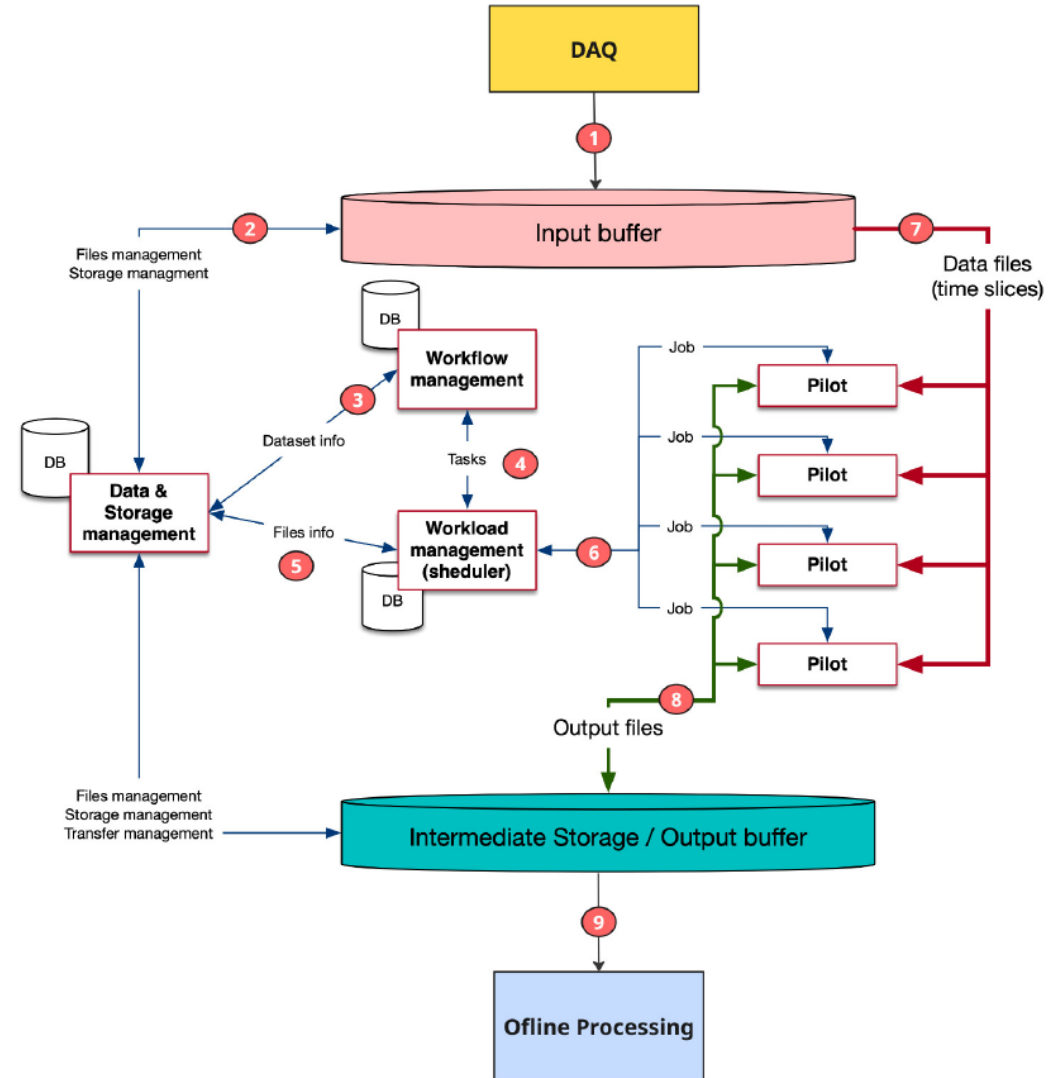 DAQ
1
Input buffer
2
7
Files management
Storage managment
Data files
(time slices)
DB
Workflow
management
Job
Pilot
3
Dataset info
DB
Tasks
4
Job
Pilot
Data &
Storage
management
Files info
5
Workload
management
(sheduler)
DB
6
Job
Pilot
Job
Pilot
8
Output files
Files management
Storage management
Transfer management
Intermediate Storage / Output buffer
9
Ofline Processing